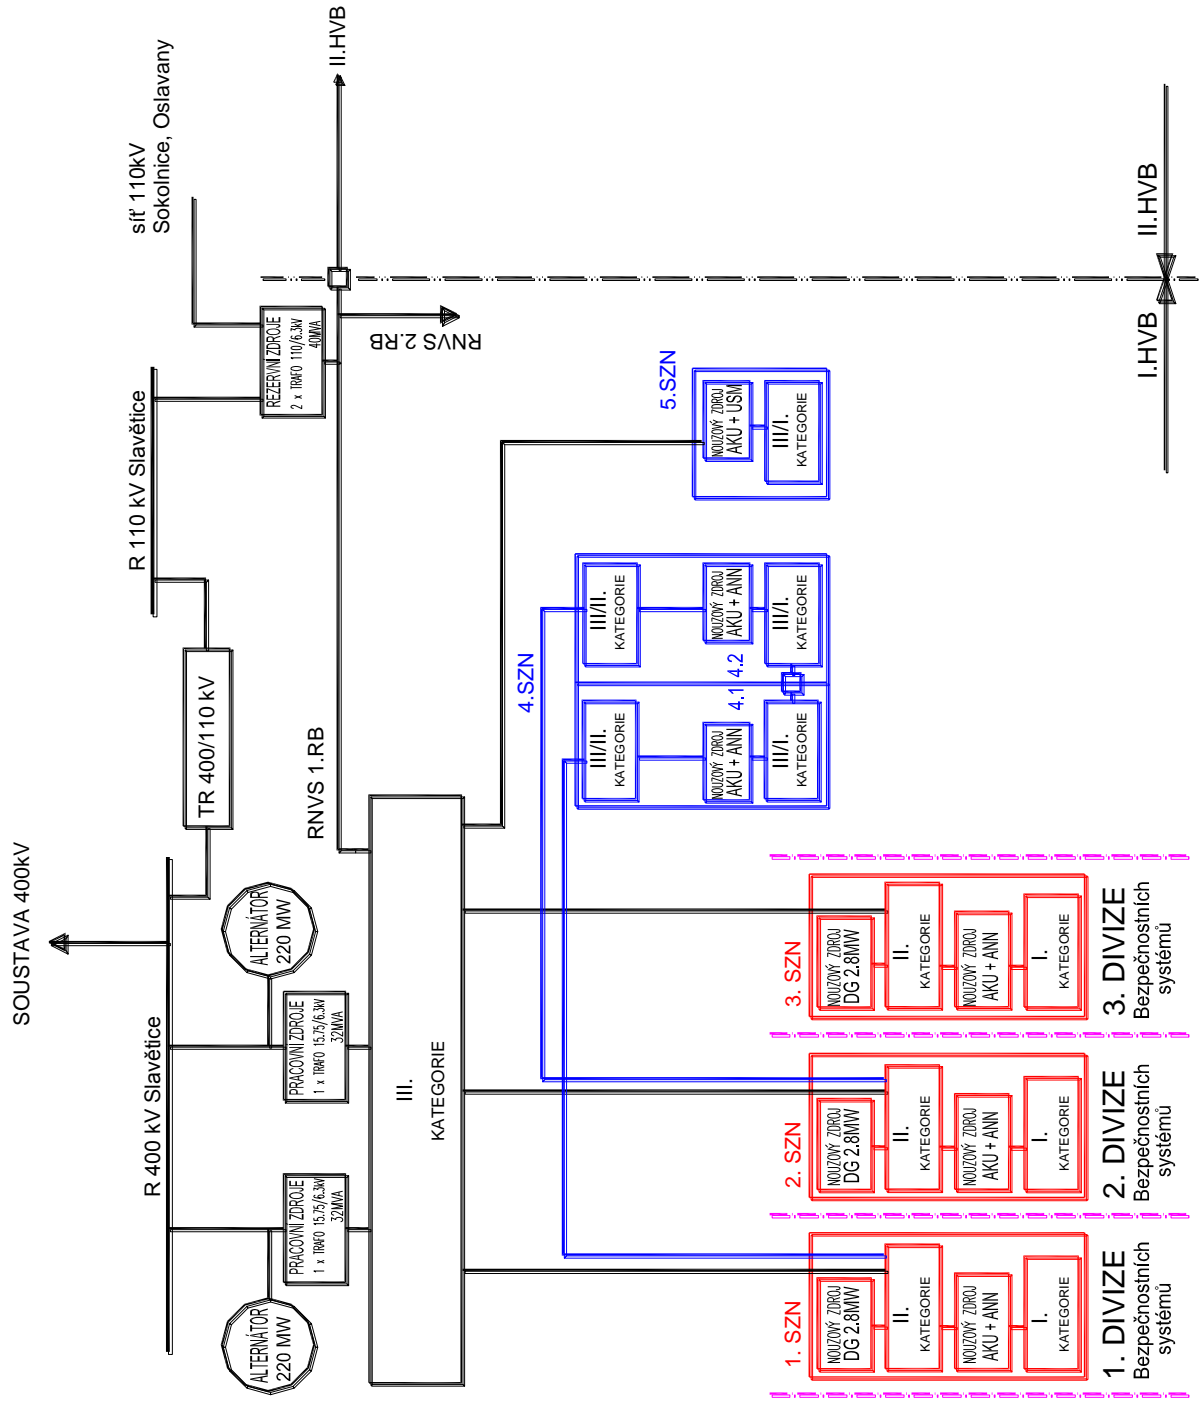 SOUSTAVA 400kV
síť 110kV
Sokolnice, Oslavany
II.HVB
R 400 kV Slavětice
TR 400/110 kV
R 110 kV Slavětice
ALTERNÁTOR
220 MW
ALTERNÁTOR
220 MW
PRACOVNÍ ZDROJE
1 x TRAFO 15.75/6.3kV
32MVA
PRACOVNÍ ZDROJE
1 x TRAFO 15.75/6.3kV
32MVA
REZERVNÍ ZDROJE
2 x TRAFO 110/6.3kV
40MVA
RNVS 1.RB
RNVS 2.RB
III.
KATEGORIE
4.SZN
III/II.
KATEGORIE
NOUZOVÝ ZDROJ
AKU + ANN
III/I.
KATEGORIE
4.1
4.2
III/II.
KATEGORIE
NOUZOVÝ ZDROJ
AKU + ANN
III/I.
KATEGORIE
5.SZN
NOUZOVÝ ZDROJ
AKU + USM
III/I.
KATEGORIE
1. SZN
NOUZOVÝ ZDROJ
DG 2.8MW
II.
KATEGORIE
NOUZOVÝ ZDROJ
AKU + ANN
I.
KATEGORIE
1. DIVIZE
Bezpečnostních
systémů
2. SZN
NOUZOVÝ ZDROJ
DG 2.8MW
II.
KATEGORIE
NOUZOVÝ ZDROJ
AKU + ANN
I.
KATEGORIE
2. DIVIZE
Bezpečnostních
systémů
3. SZN
NOUZOVÝ ZDROJ
DG 2.8MW
II.
KATEGORIE
NOUZOVÝ ZDROJ
AKU + ANN
I.
KATEGORIE
3. DIVIZE
Bezpečnostních
systémů
I.HVB
II.HVB